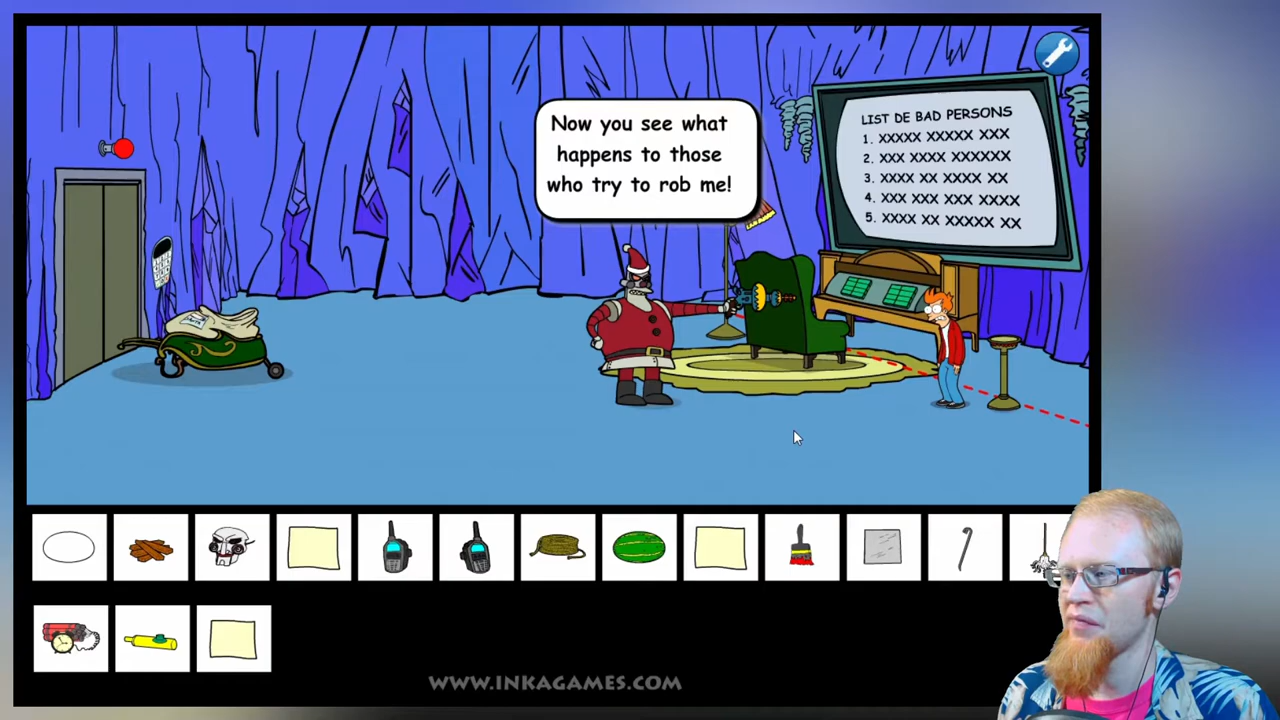 Now you see what
happens to those
who try to rob me!
LIST DE BAD PERSONS
1. XXXXX XXXXX XXX
2. XXX XXXX XXXXXX
3. XXXX XX XXXX XX
4. XXX XXX XXX XXXX
5. XXXX XX XXXXX XX
WWW.INKAGAMES.COM